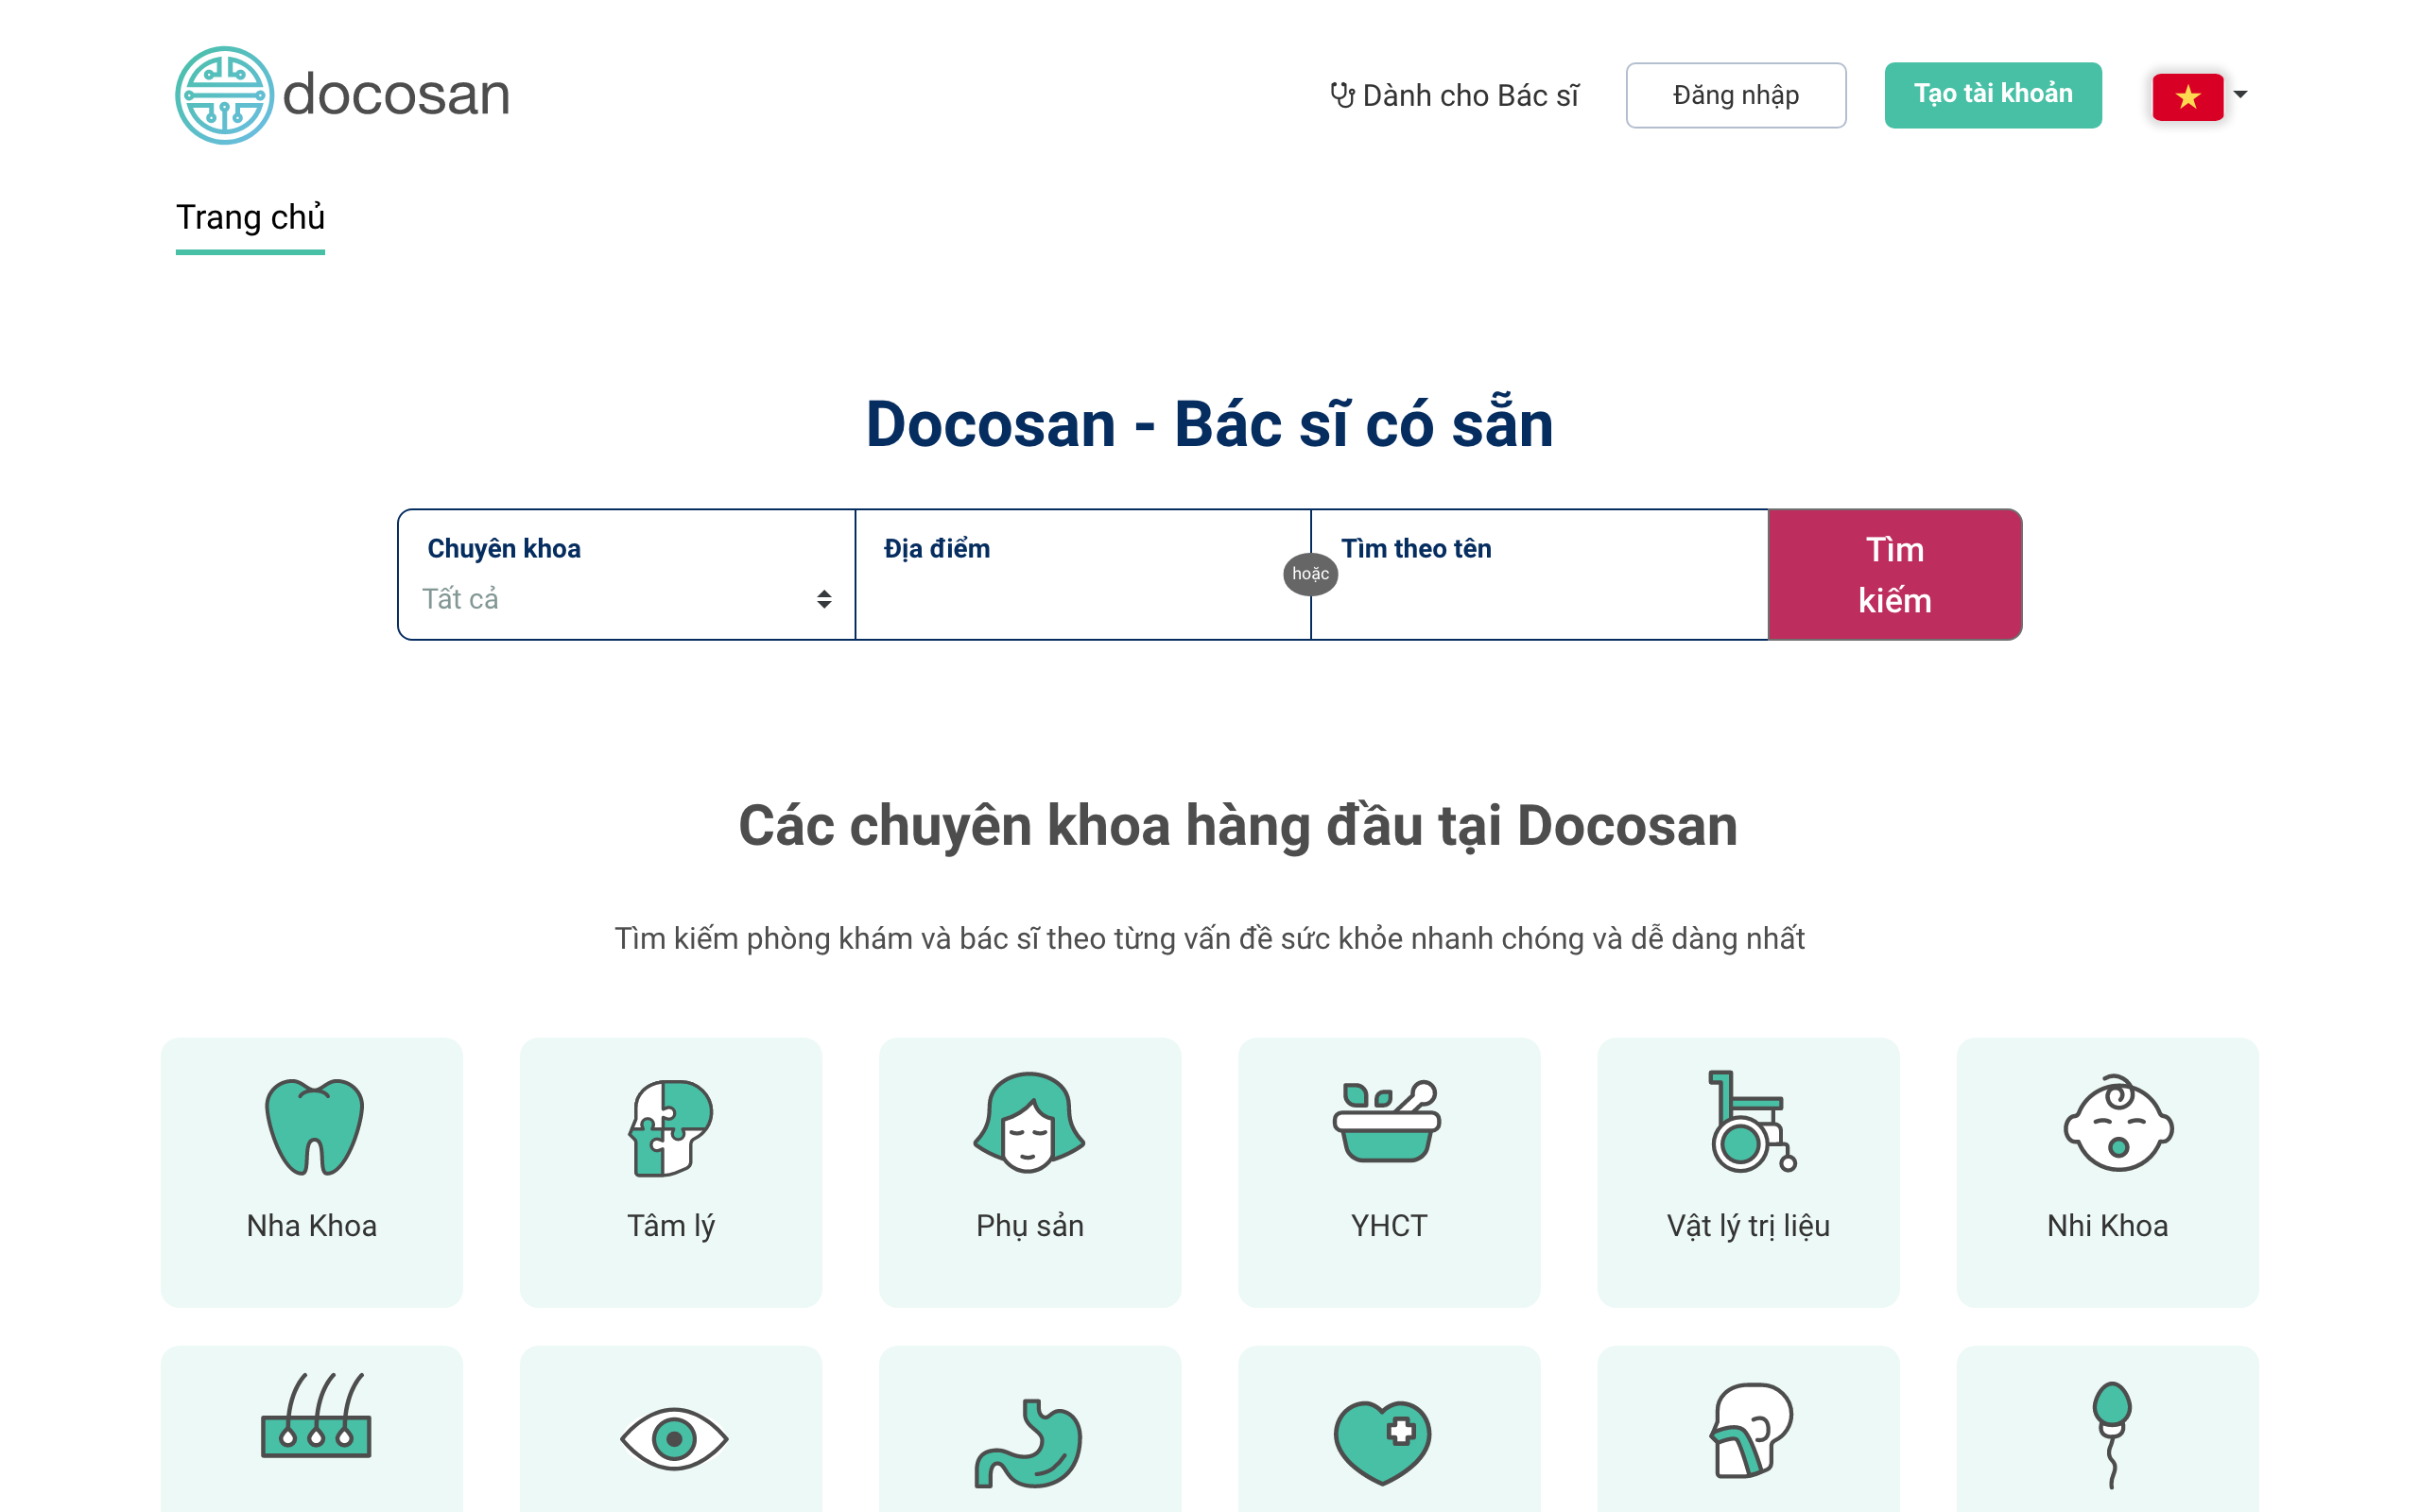 docosan
Dành cho Bác sĩ
Đăng nhập
Tạo tài khoản
Trang chủ
Docosan - Bác sĩ có sẵn
Chuyên khoa
Tất cả
Địa điểm
hoặc
Tìm theo tên
Tìm
kiếm
Các chuyên khoa hàng đầu tại Docosan
Tìm kiếm phòng khám và bác sĩ theo từng vấn đề sức khỏe nhanh chóng và dễ dàng nhất
Nha Khoa
Tâm lý
Phụ sản
YHCT
Vật lý trị liệu
Nhi Khoa